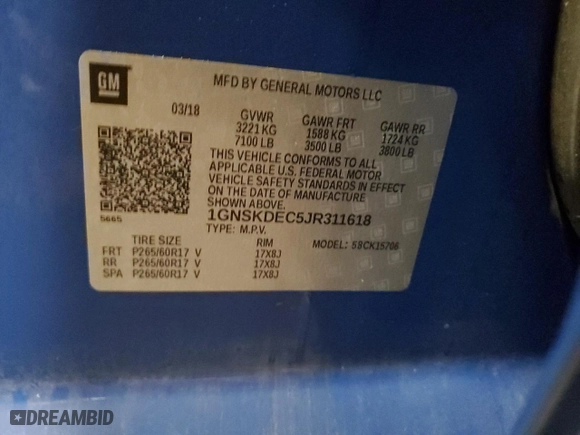 GM
MFD BY GENERAL MOTORS LLC
03/18
GVWR GAWR FRT GAWR RR
3221 KG 1588 KG 1724 KG
7100 LB 3500 LB 3800 LB
THIS VEHICLE CONFORMS TO ALL
APPLICABLE U.S. FEDERAL MOTOR
VEHICLE SAFETY STANDARDS IN EFFECT
ON THE DATE OF MANUFACTURE
SHOWN ABOVE.
5665
1GNSKDEC5JR311618
TYPE: M.P.V.
TIRE SIZE RIM MODEL: 5SCK15706
FRT P265/60R17 V 17X8J
RR P265/60R17 V 17X8J
SPA P265/60R17 V 17X8J
DREAMBID